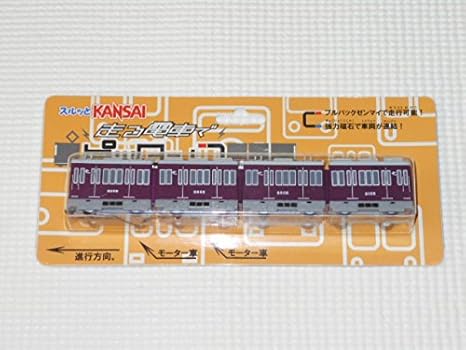 スルッとKANSAI
走る電車マグ
プルバックゼンマイで走行可能!
強力磁石で車両が連結!
進行方向。
モーター車
モーター車